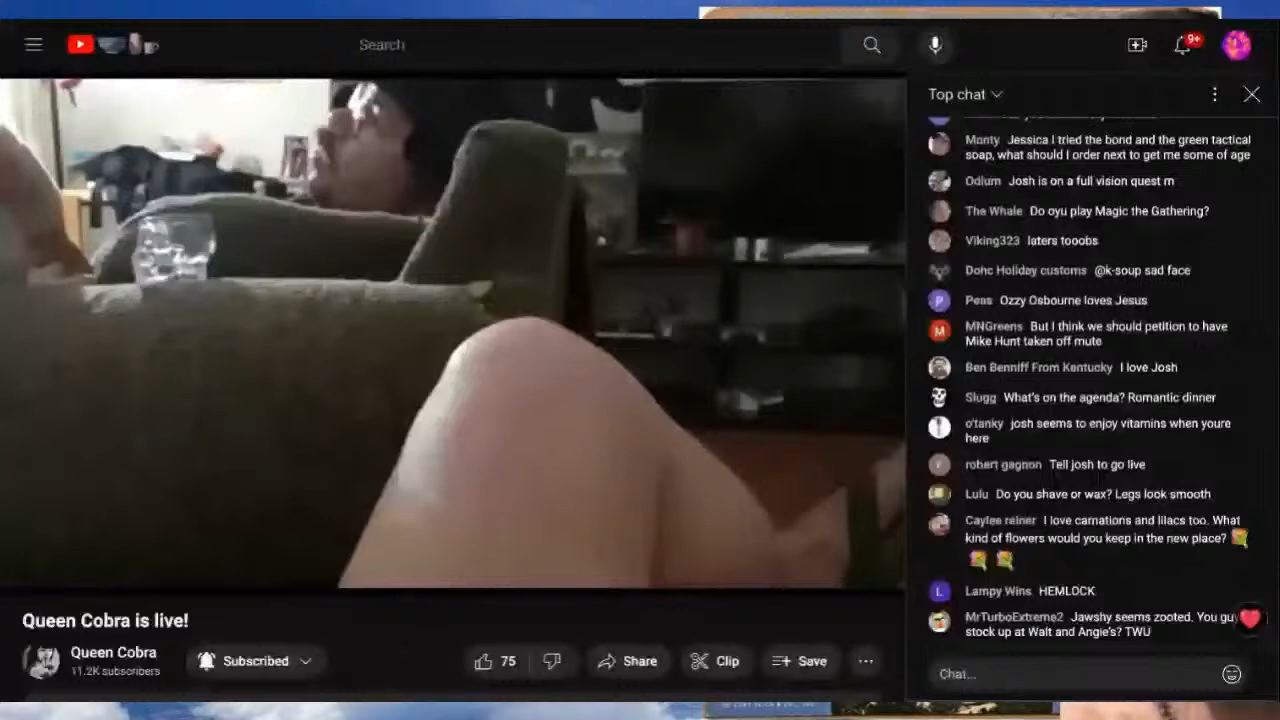 Search
9+
Top chat
Monty Jessica I tried the bond and the green tactical
soap, what should I order next to get me some of age
Odium Josh is on a full vision quest m
The Whale Do oyu play Magic the Gathering?
Viking323 laters tooobs
Dohc Holiday customs @k-soup sad face
P
Peas Ozzy Osbourne loves Jesus
M
MNGreens But I think we should petition to have
Mike Hunt taken off mute
Ben Benniff From Kentucky I love Josh
Slugg What's on the agenda? Romantic dinner
o'tanky josh seems to enjoy vitamins when youre
here
robert gagnon Tell josh to go live
Lulu Do you shave or wax? Legs look smooth
Caylee reiner I love carnations and lilacs too. What
kind of flowers would you keep in the new place?
L
Lampy Wins HEMLOCK
MrTurboExtreme2 Jawshy seems zooted. You guy
stock up at Walt and Angie's? TWU
Chat...
Queen Cobra is live!
Queen Cobra
11.2K subscribers
Subscribed
75
Share
Clip
Save